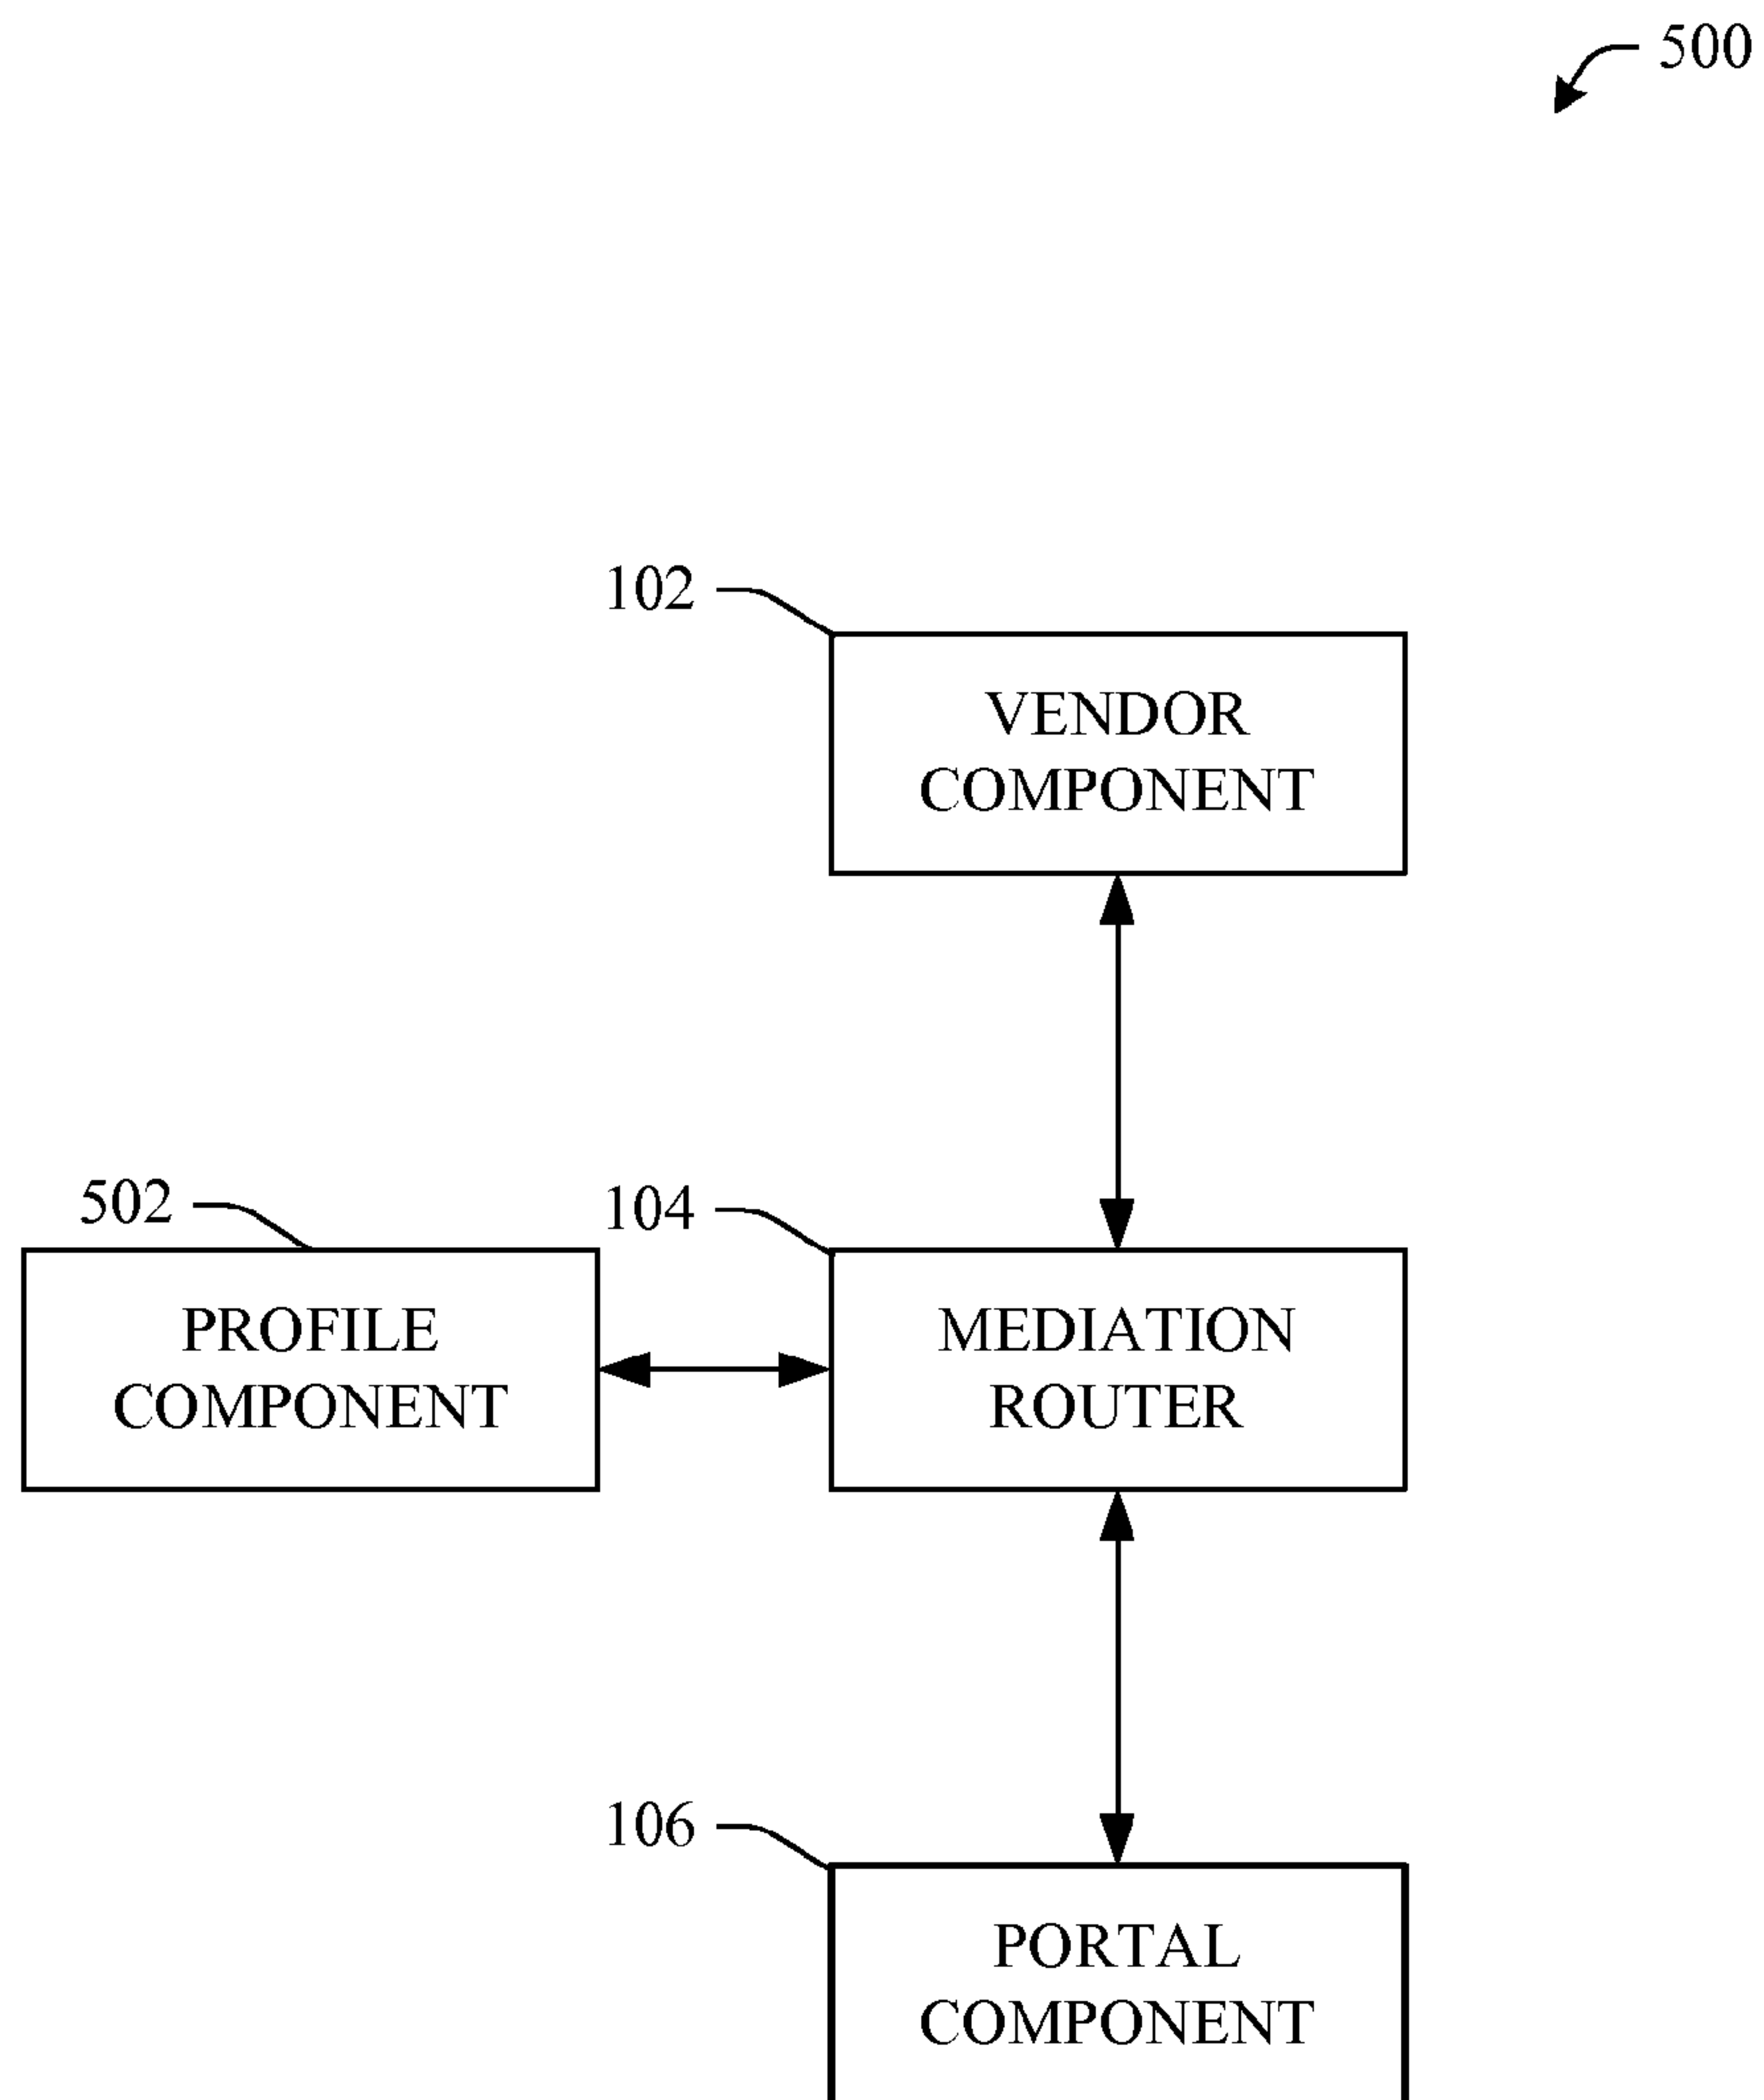 500
102
VENDOR
COMPONENT
502
104
PROFILE
COMPONENT
MEDIATION
ROUTER
106
PORTAL
COMPONENT